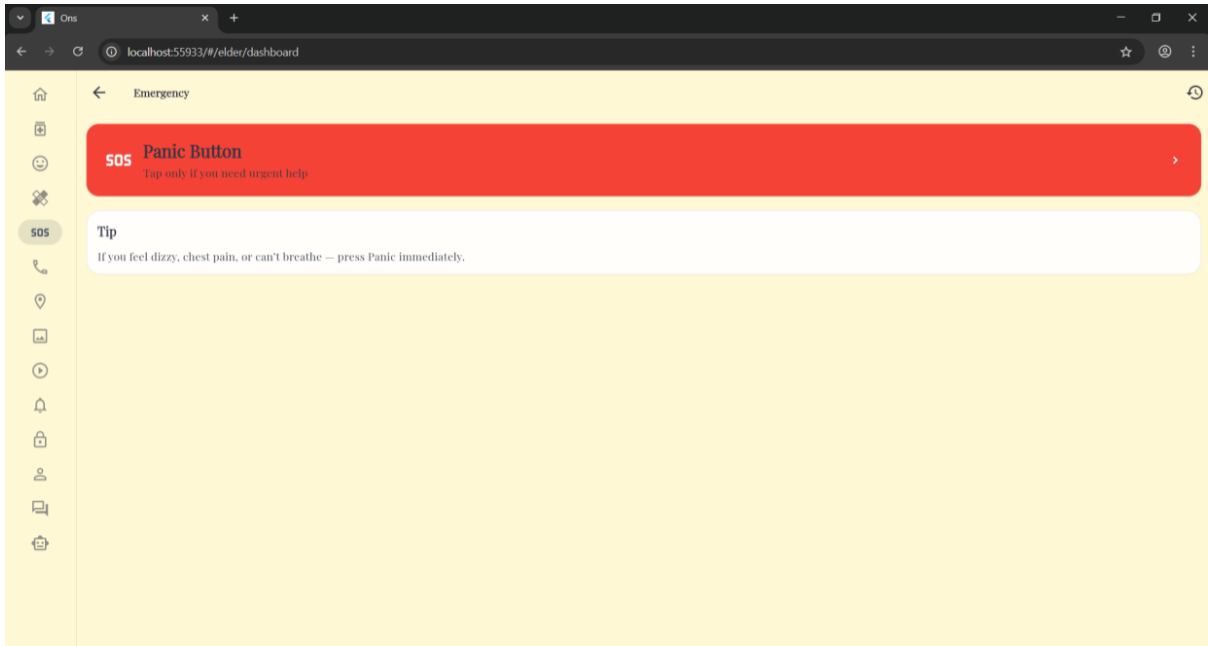 Ons
localhost:55933/#/elder/dashboard
Emergency
SOS
Panic Button
Tap only if you need urgent help
SOS
Tip
If you feel dizzy, chest pain, or can't breathe — press Panic immediately.